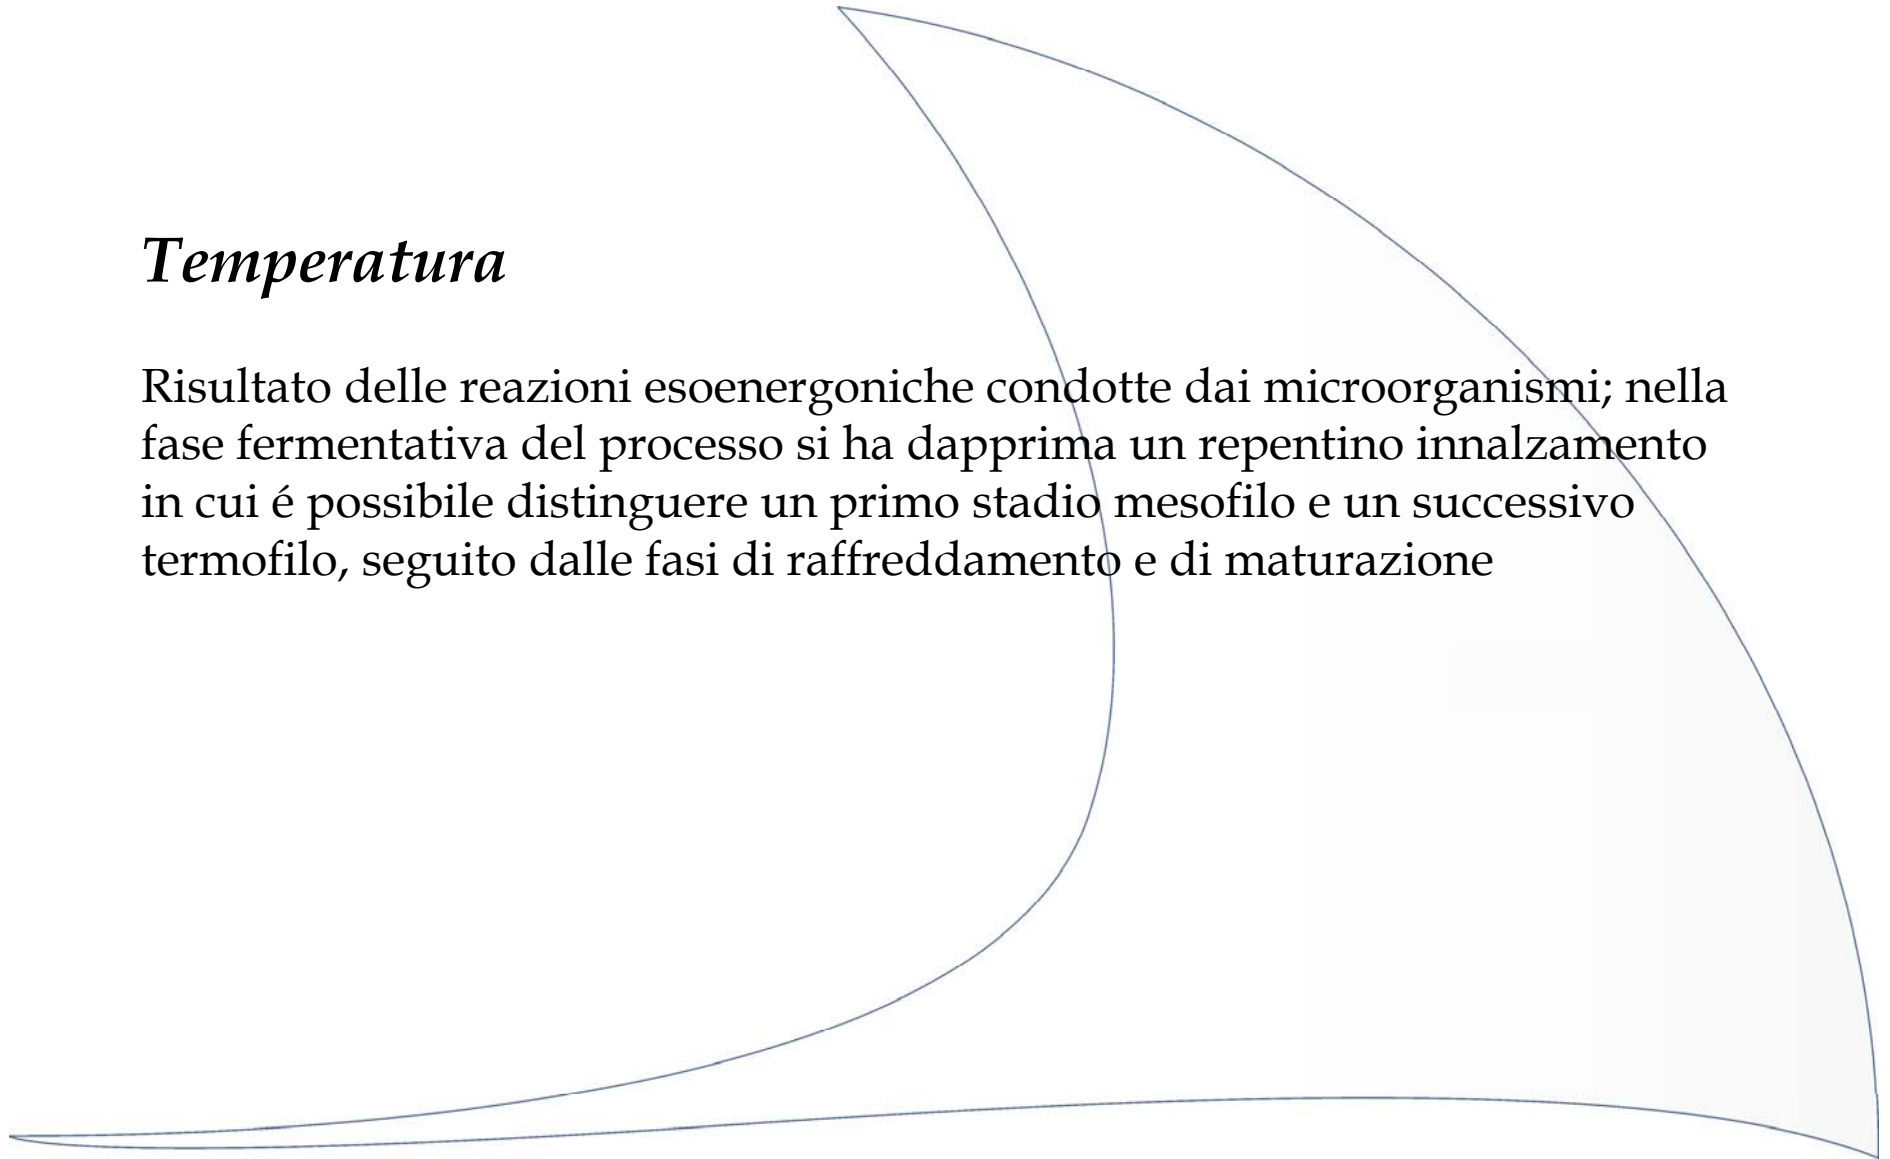 Temperatura
Risultato delle reazioni esoenergoniche condotte dai microorganismi; nella
fase fermentativa del processo si ha dapprima un repentino innalzamento
in cui é possibile distinguere un primo stadio mesofilo e un successivo
termofilo, seguito dalle fasi di raffreddamento e di maturazione